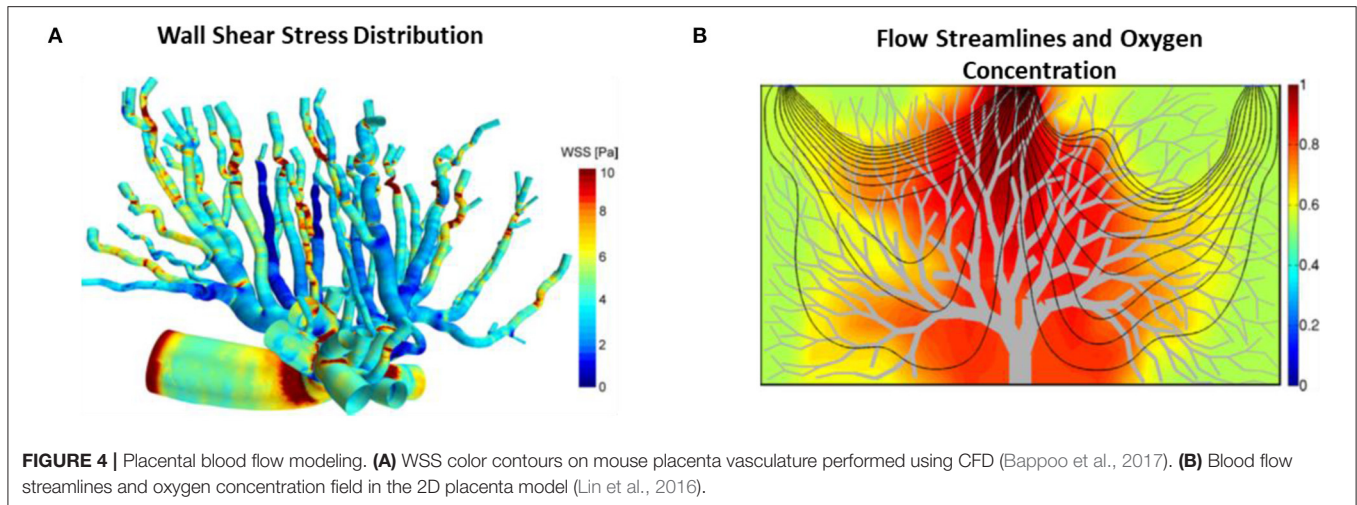 A
Wall Shear Stress Distribution
WSS [Pa]
10
8
6
4
2
0
B
Flow Streamlines and Oxygen
Concentration
1
0.8
0.6
0.4
0.2
0
FIGURE 4 | Placental blood flow modeling. (A) WSS color contours on mouse placenta vasculature performed using CFD (Bappoo et al., 2017). (B) Blood flow
streamlines and oxygen concentration field in the 2D placenta model (Lin et al., 2016).